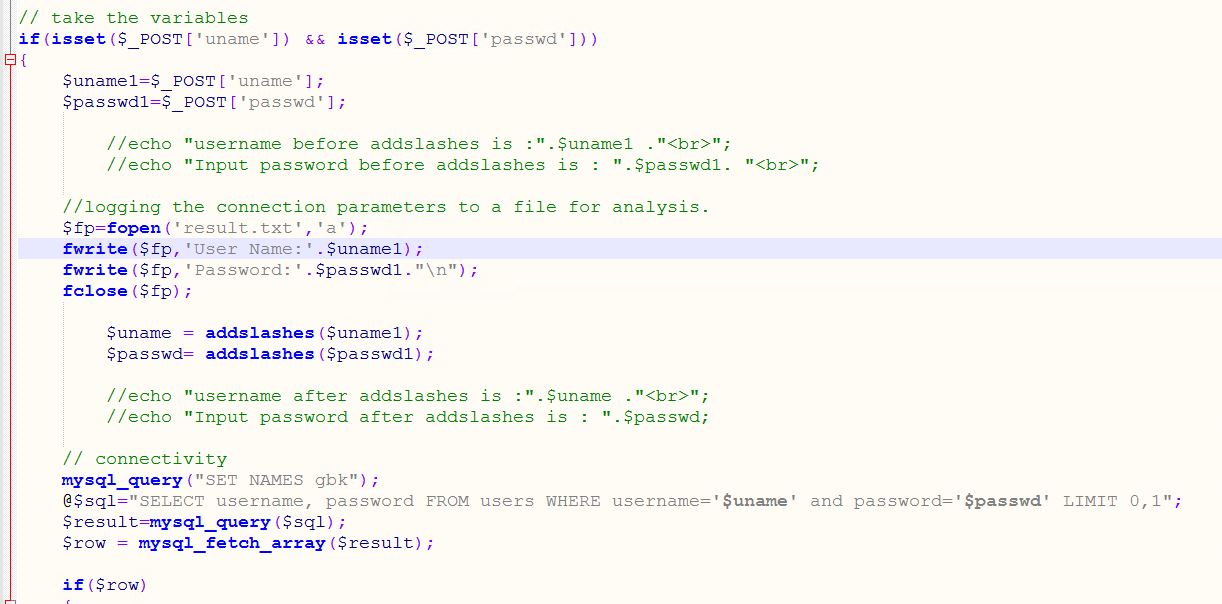 // take the variables
if(isset($_POST['uname']) && isset($_POST['passwd']))
{
$uname1=$_POST['uname'];
$passwd1=$_POST['passwd'];
//echo "username before addslashes is :".$uname1 ."<br>";
//echo "Input password before addslashes is : ".$passwd1. "<br>";
//logging the connection parameters to a file for analysis.
$fp=fopen('result.txt','a');
fwrite($fp,'User Name:'.$uname1);
fwrite($fp,'Password:'.$passwd1."\n");
fclose($fp);
$uname = addslashes($uname1);
$passwd= addslashes($passwd1);
//echo "username after addslashes is :".$uname ."<br>";
//echo "Input password after addslashes is : ".$passwd;
// connectivity
mysql_query("SET NAMES gbk");
@$sql="SELECT username, password FROM users WHERE username='$uname' and password='$passwd' LIMIT 0,1";
$result=mysql_query($sql);
$row = mysql_fetch_array($result);
if($row)